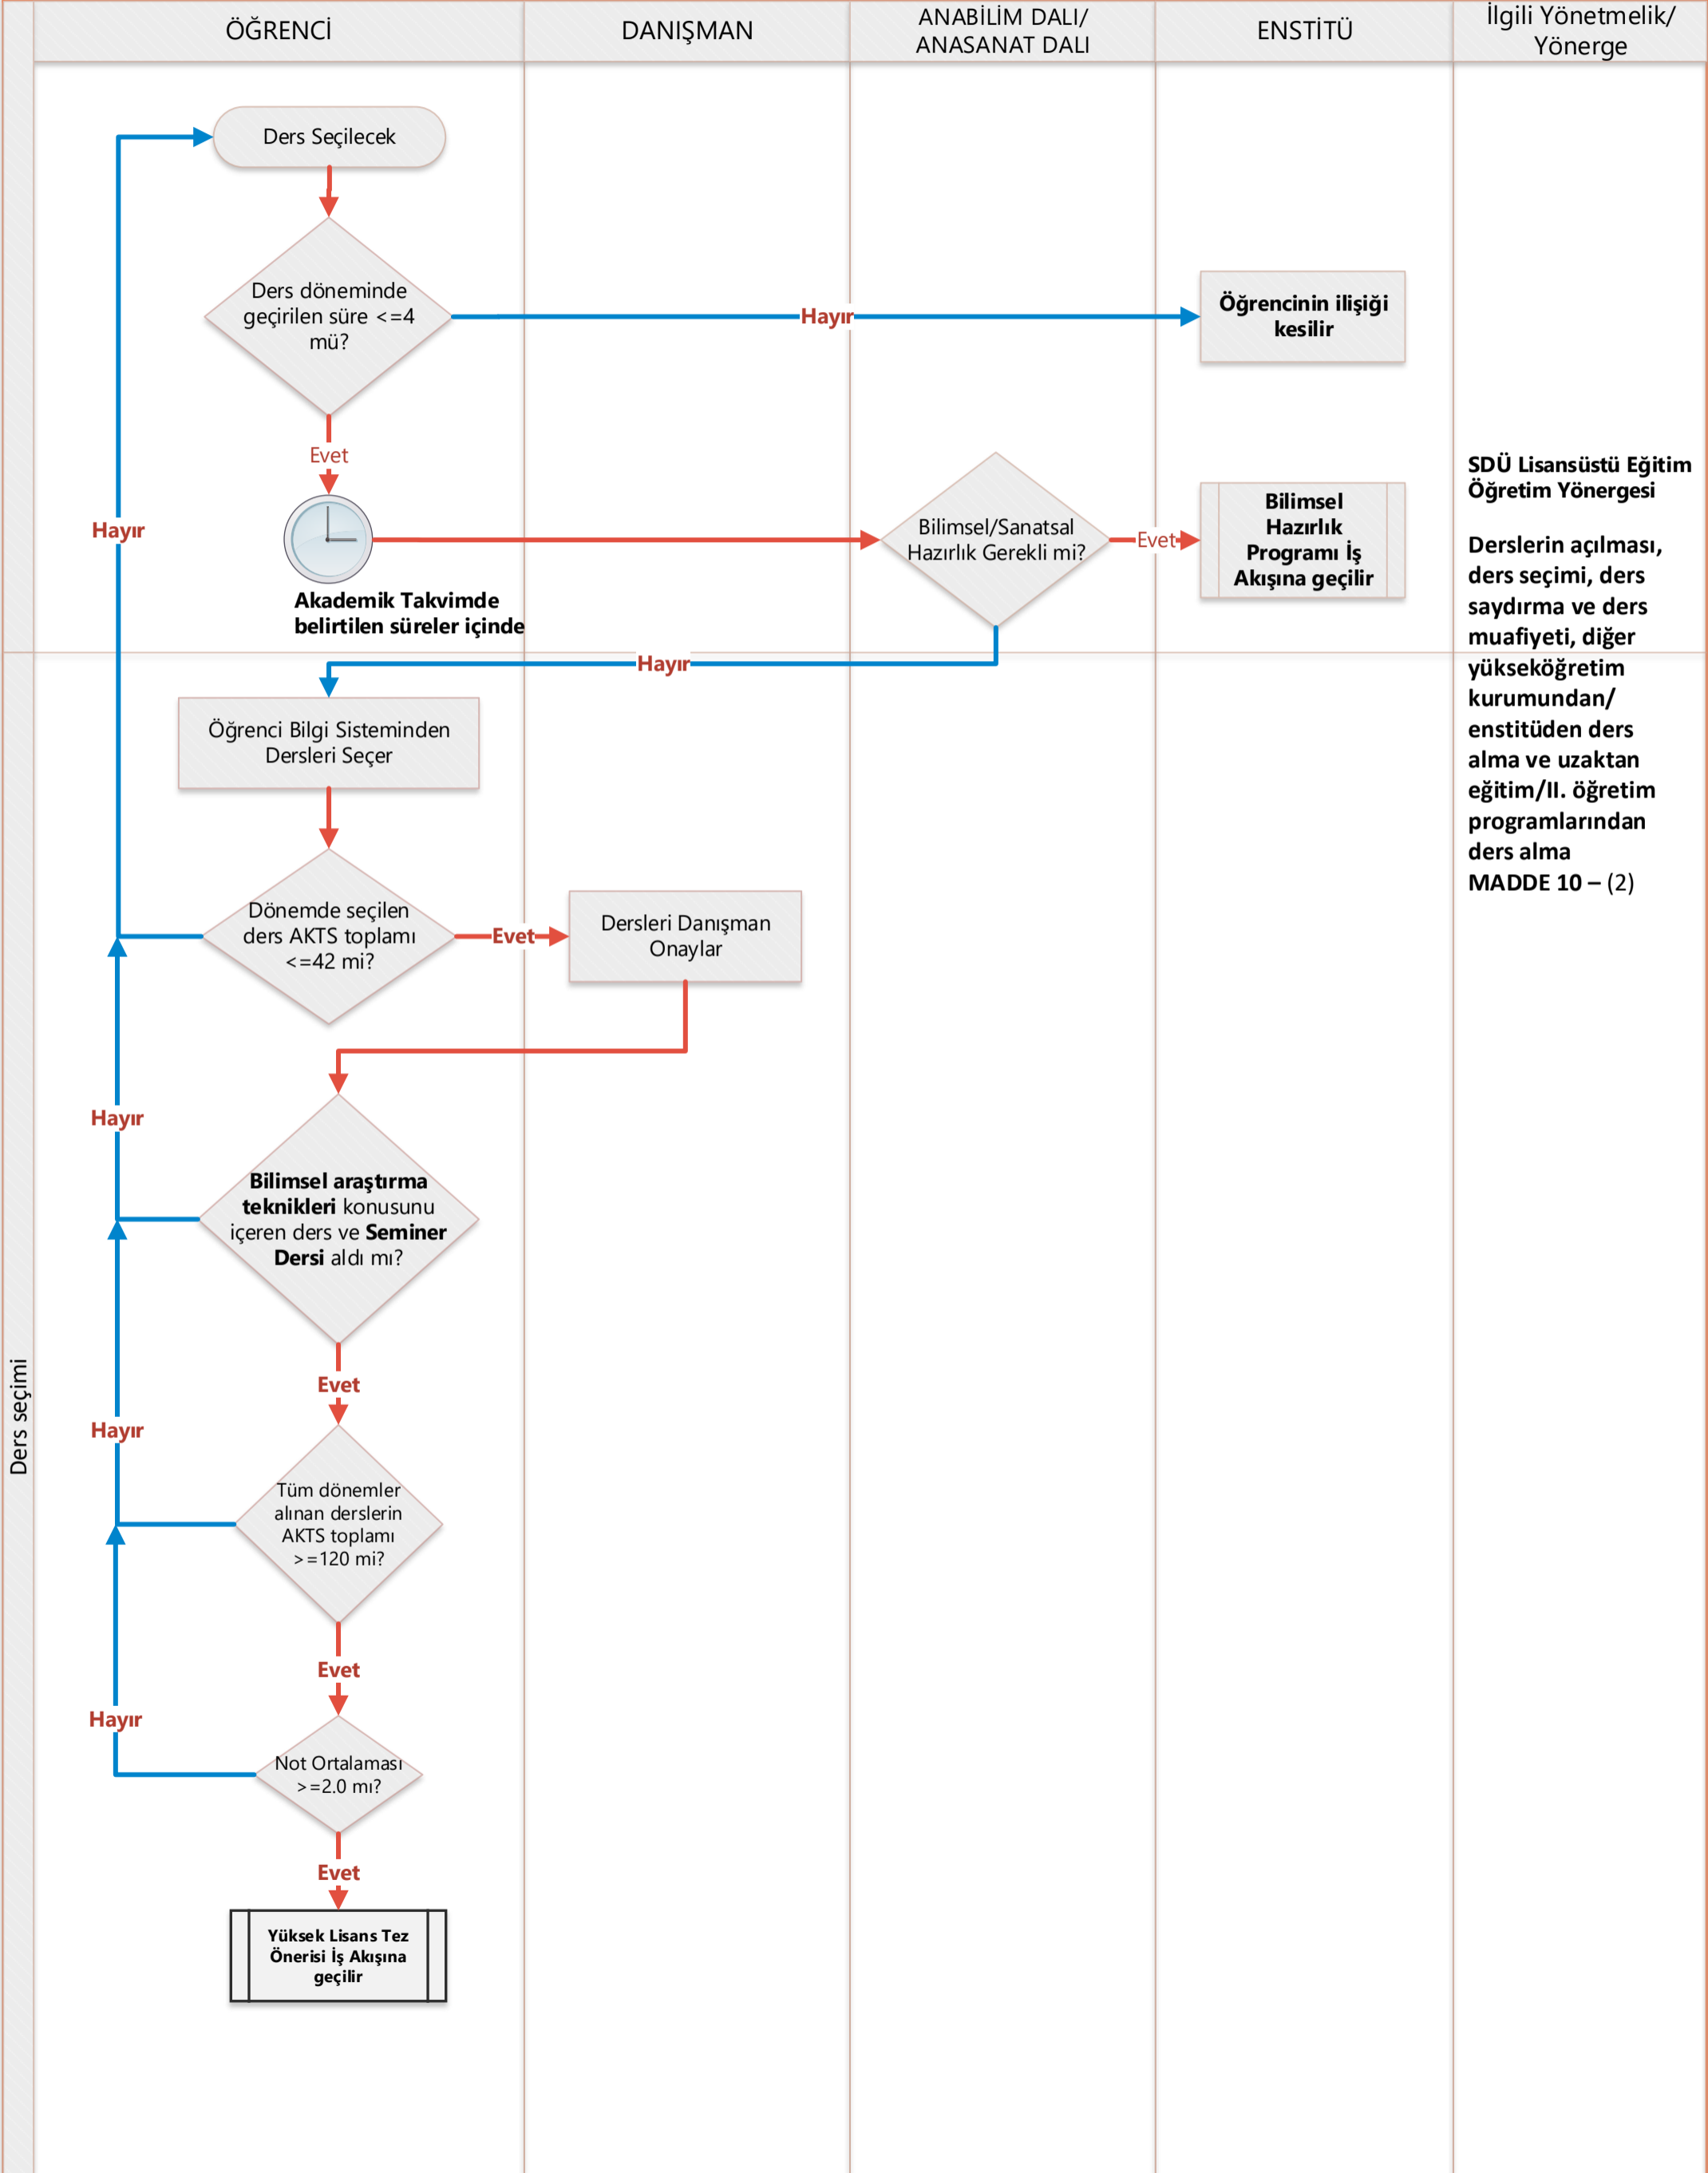 ÖĞRENCİ
DANIŞMAN
ANABİLİM DALI/
ANASANAT DALI
ENSTİTÜ
İlgili Yönetmelik/
Yönerge
Ders Seçilecek
Ders döneminde
geçirilen süre <=4
mü?
Hayır
Öğrencinin ilişiği
kesilir
Evet
Hayır
Akademik Takvimde
belirtilen süreler içinde
Bilimsel/Sanatsal
Hazırlık Gerekli mi?
Evet
Bilimsel
Hazırlık
Programı İş
Akışına geçilir
SDÜ Lisansüstü Eğitim
Öğretim Yönergesi
Derslerin açılması,
ders seçimi, ders
saydırma ve ders
muafiyeti, diğer
yükseköğretim
kurumundan/
enstitüden ders
alma ve uzaktan
eğitim/II. öğretim
programlarından
ders alma
MADDE 10 – (2)
Hayır
Öğrenci Bilgi Sisteminden
Dersleri Seçer
Dönemde seçilen
ders AKTS toplamı
<=42 mi?
Evet
Dersleri Danışman
Onaylar
Hayır
Bilimsel araştırma
teknikleri konusunu
içeren ders ve Seminer
Dersi aldı mı?
Evet
Hayır
Ders seçimi
Tüm dönemler
alınan derslerin
AKTS toplamı
>=120 mi?
Evet
Hayır
Not Ortalaması
>=2.0 mı?
Evet
Yüksek Lisans Tez
Önerisi İş Akışına
geçilir